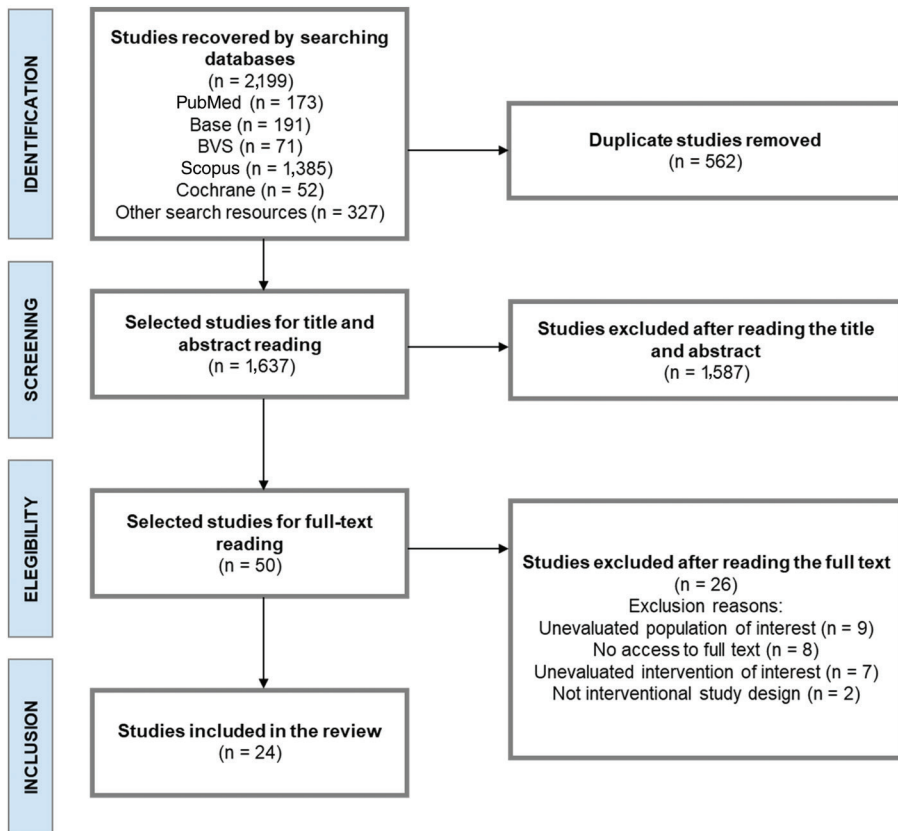 IDENTIFICATION
Studies recovered by searching
databases
(n = 2,199)
PubMed (n = 173)
Base (n = 191)
BVS (n = 71)
Scopus (n = 1,385)
Cochrane (n = 52)
Other search resources (n = 327)
Duplicate studies removed
(n = 562)
SCREENING
Selected studies for title and
abstract reading
(n = 1,637)
Studies excluded after reading the title
and abstract
(n = 1,587)
ELEGIBILITY
Selected studies for full-text
reading
(n = 50)
Studies excluded after reading the full text
(n = 26)
Exclusion reasons:
Unevaluated population of interest (n = 9)
No access to full text (n = 8)
Unevaluated intervention of interest (n = 7)
Not interventional study design (n = 2)
INCLUSION
Studies included in the review
(n = 24)